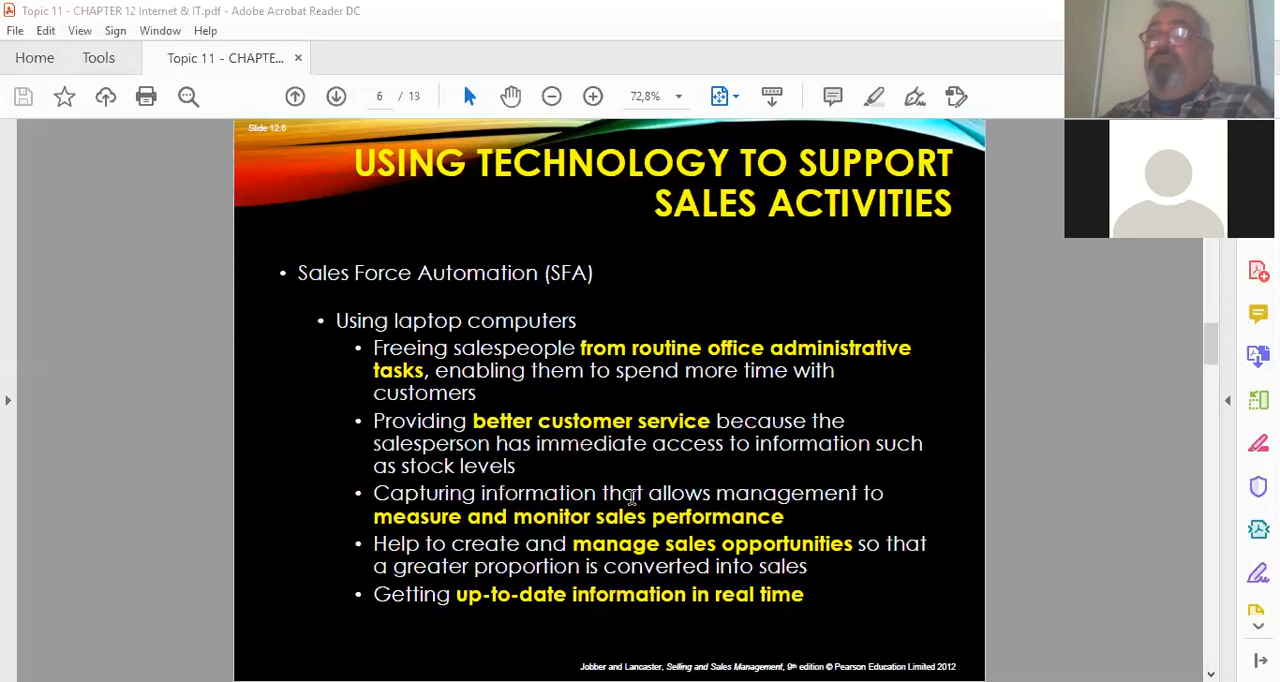 Topic 11 - CHAPTER 12 Internet & IT.pdf - Adobe Acrobat Reader DC
File Edit View Sign Window Help
Home Tools Topic 11 - CHAPTE... ×
6 / 13 72,8%
Slide 12.6
USING TECHNOLOGY TO SUPPORT
SALES ACTIVITIES
• Sales Force Automation (SFA)
• Using laptop computers
• Freeing salespeople from routine office administrative
tasks, enabling them to spend more time with
customers
• Providing better customer service because the
salesperson has immediate access to information such
as stock levels
• Capturing information that allows management to
measure and monitor sales performance
• Help to create and manage sales opportunities so that
a greater proportion is converted into sales
• Getting up-to-date information in real time
Jobber and Lancaster, Selling and Sales Management, 9th edition © Pearson Education Limited 2012